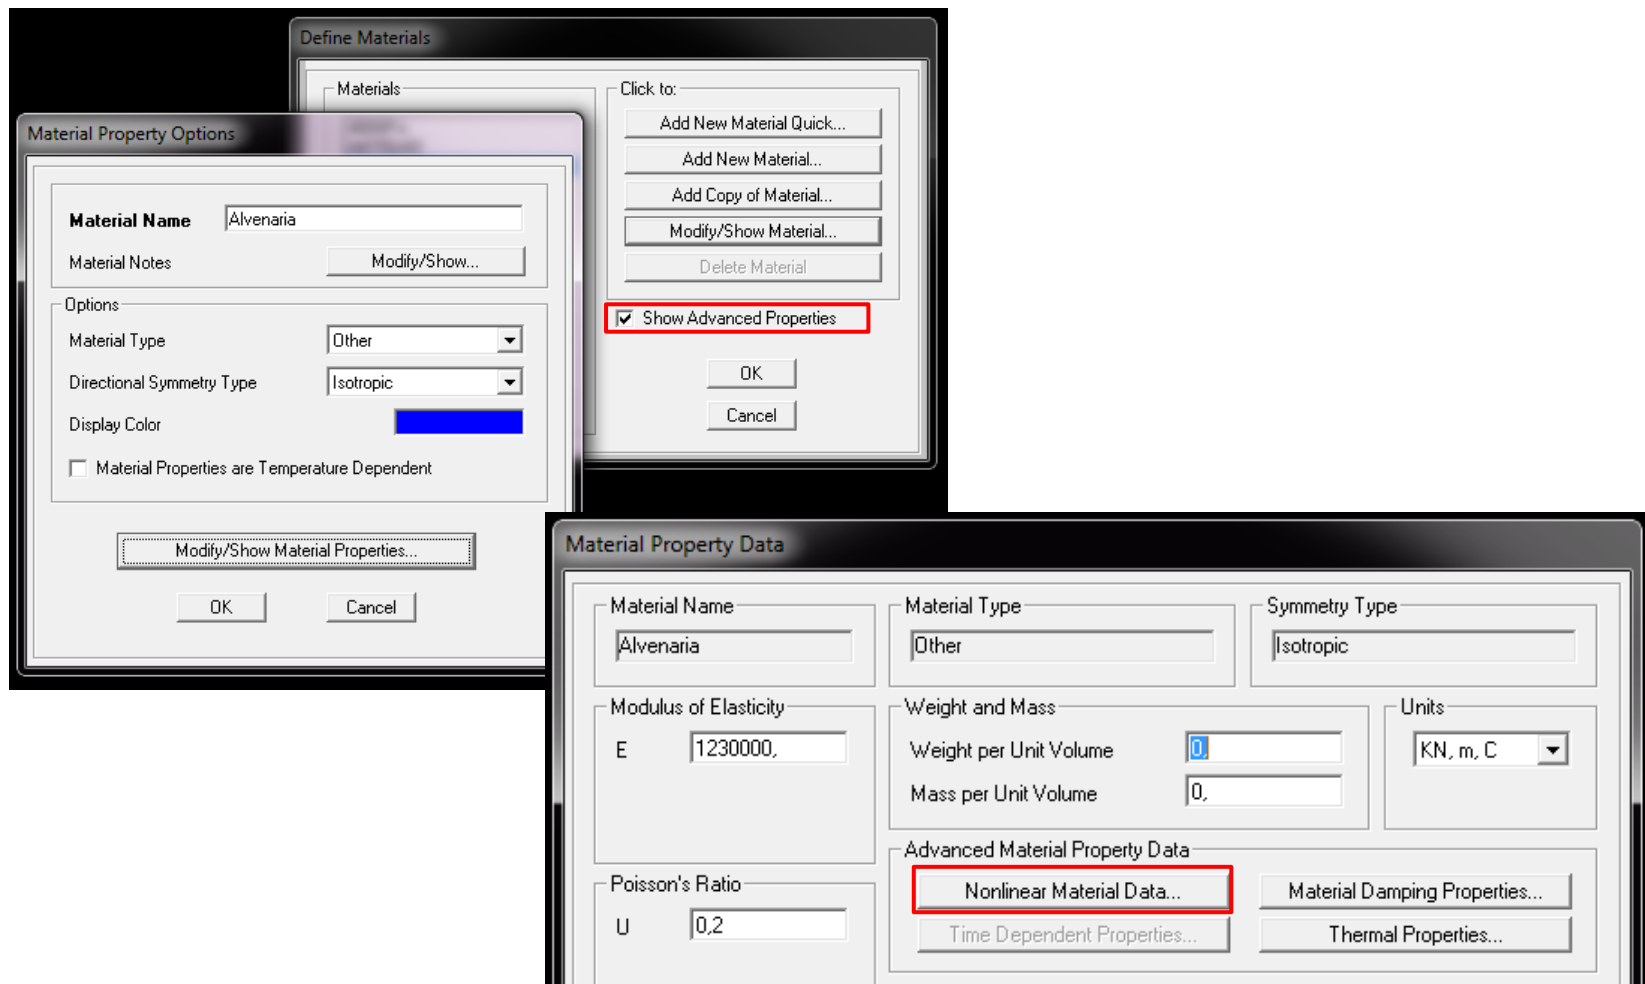 Define Materials
Materials
Click to:
Add New Material Quick...
Add New Material...
Add Copy of Material...
Modify/Show Material...
Delete Material
Show Advanced Properties
OK
Cancel
Material Property Options
Material Name
Alvenaria
Material Notes
Modify/Show...
Options
Material Type
Other
Directional Symmetry Type
Isotropic
Display Color
Material Properties are Temperature Dependent
Modify/Show Material Properties...
OK
Cancel
Material Property Data
Material Name
Alvenaria
Material Type
Other
Symmetry Type
Isotropic
Modulus of Elasticity
E
1230000,
Weight and Mass
Weight per Unit Volume
0,
Mass per Unit Volume
0,
Units
KN, m, C
Poisson's Ratio
U
0,2
Advanced Material Property Data
Nonlinear Material Data...
Material Damping Properties...
Time Dependent Properties...
Thermal Properties...